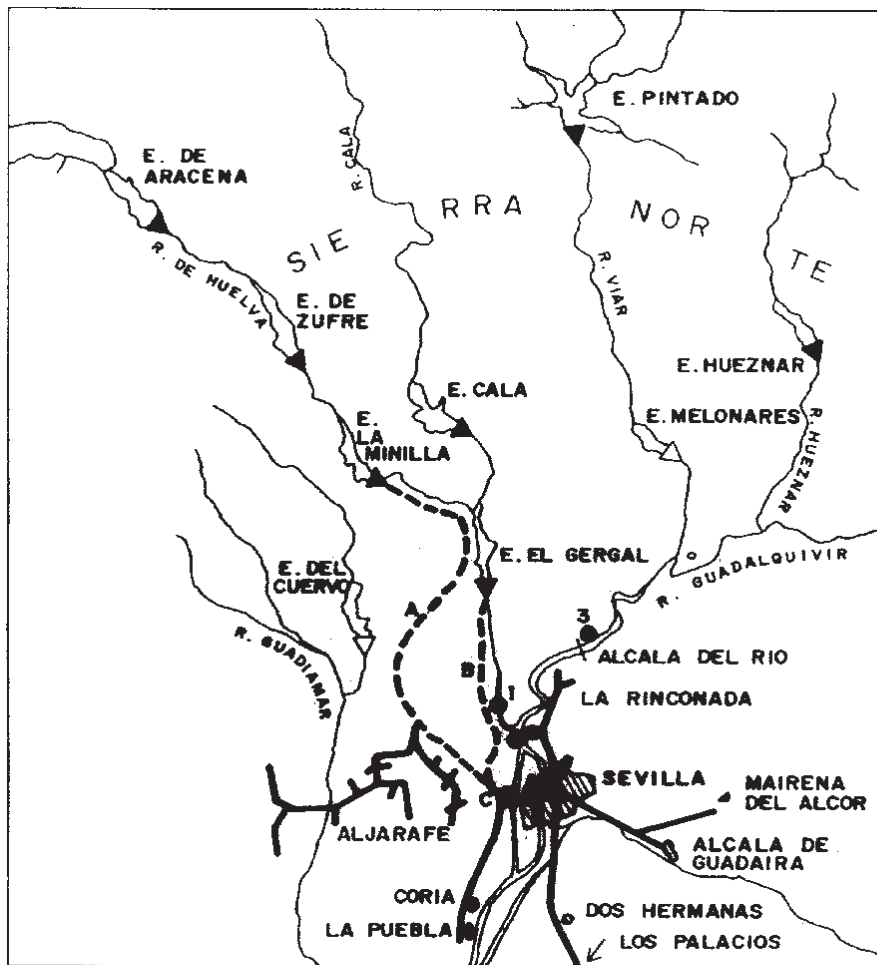 E. PINTADO
E. DE
ARACENA
R. CALA
SIE RRA NOR TE
R. DE HUELVA
R. VIAR
E. DE
ZUFRE
E. HUEZNAR
E. CALA
E. MELONARES
R. HUEZNAR
E.
LA
MINILLA
E. EL GERGAL
R. GUADALQUIVIR
E. DEL
CUERVO
A
3
R. GUADIAMAR
ALCALA DEL RIO
B
1
LA RINCONADA
SEVILLA
MAIRENA
DEL ALCOR
C
ALJARAFE
ALCALA DE
GUADAIRA
CORIA
DOS HERMANAS
LA PUEBLA
LOS PALACIOS